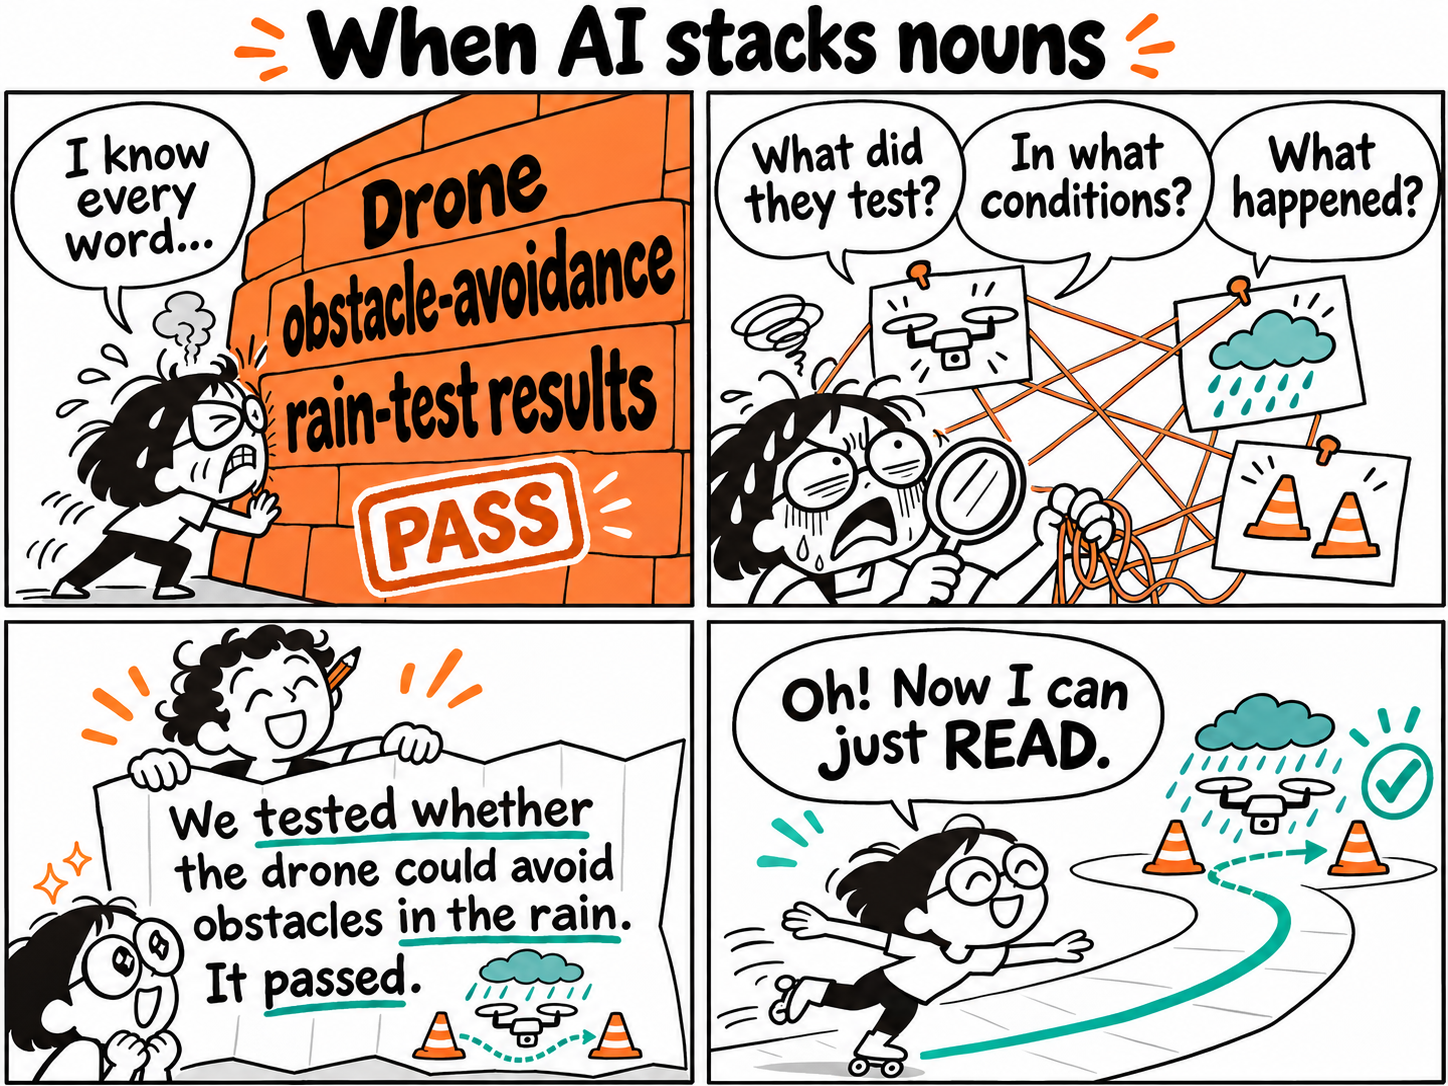 When AI stacks nouns
I know
every
word...
Drone
obstacle-avoidance
rain-test results
PASS
What did
they test?
In what
conditions?
What
happened?
We tested whether
the drone could avoid
obstacles in the rain.
It passed.
Oh! Now I can
just READ.